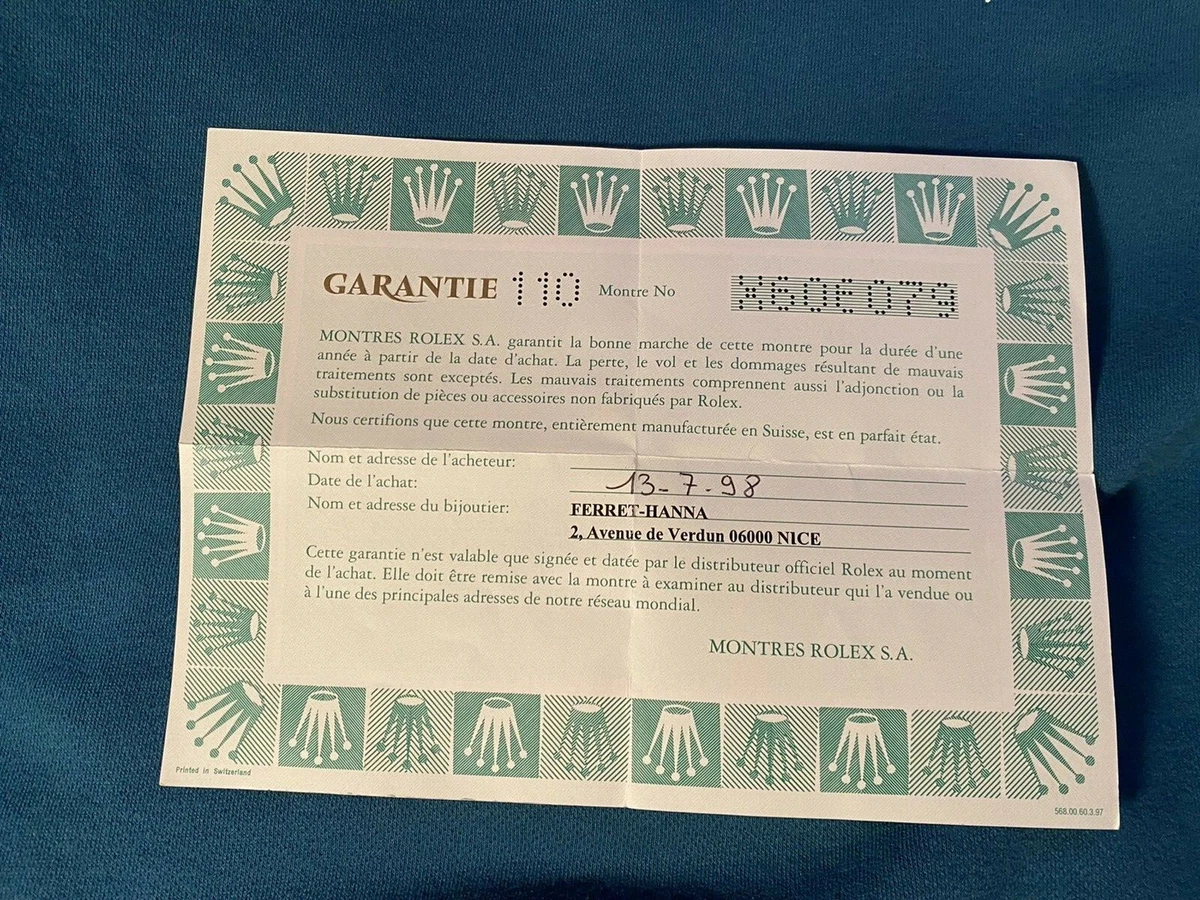 GARANTIE 110 Montre No
MONTRES ROLEX S.A. garantit la bonne marche de cette montre pour la durée d'une
année à partir de la date d'achat. La perte, le vol et les dommages résultant de mauvais
traitements sont exceptés. Les mauvais traitements comprennent aussi l'adjonction ou la
substitution de pièces ou accessoires non fabriqués par Rolex.
Nous certifions que cette montre, entièrement manufacturée en Suisse, est en parfait état.
Nom et adresse de l'acheteur:
Date de l'achat: 13-7-98
Nom et adresse du bijoutier: FERRET-HANNA
2, Avenue de Verdun 06000 NICE
Cette garantie n'est valable que signée et datée par le distributeur officiel Rolex au moment
de l'achat. Elle doit être remise avec la montre à examiner au distributeur qui l'a vendue ou
à l'une des principales adresses de notre réseau mondial.
MONTRES ROLEX S.A.
Printed in Switzerland
568.00.60.3.97